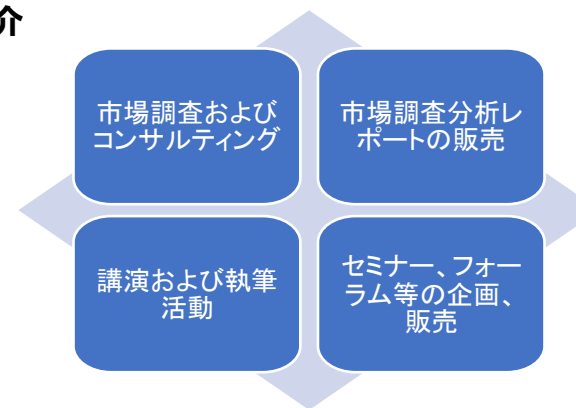 介
市場調査および
コンサルティング
市場調査分析レ
ポートの販売
講演および執筆
活動
セミナー、フォー
ラム等の企画、
販売